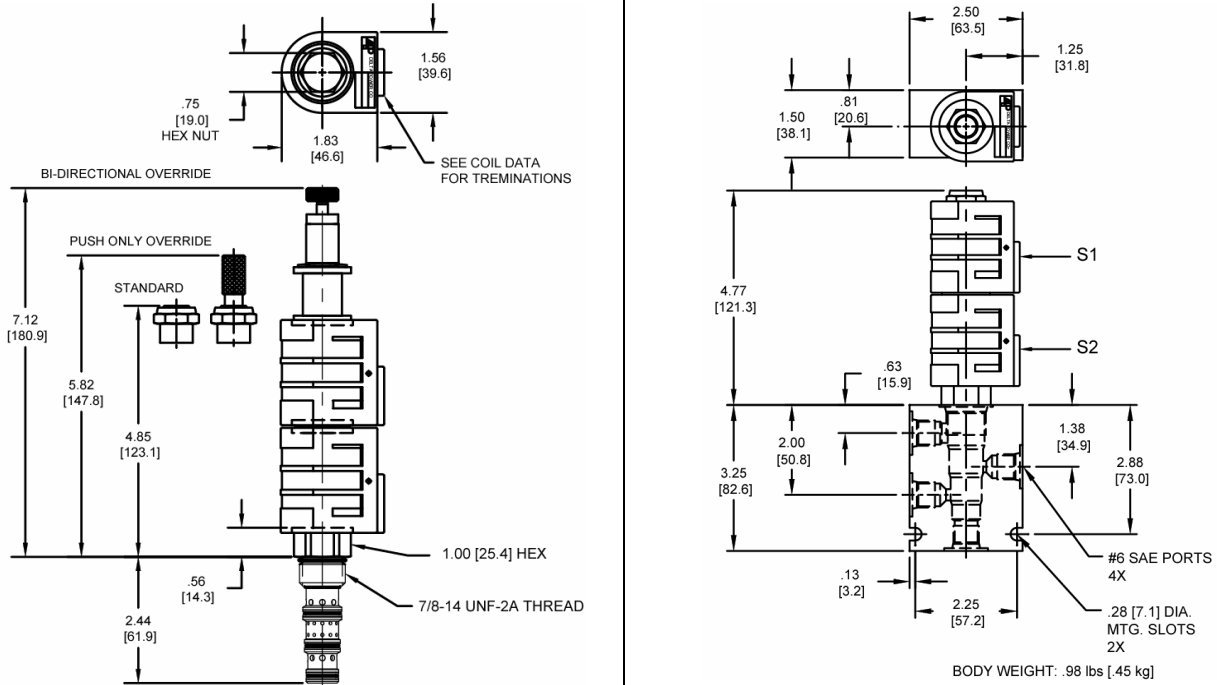 1.56
[39.6]
.75
[19.0]
HEX NUT
1.83
[46.6]
SEE COIL DATA
FOR TREMINATIONS
BI-DIRECTIONAL OVERRIDE
PUSH ONLY OVERRIDE
STANDARD
7.12
[180.9]
5.82
[147.8]
4.85
[123.1]
1.00 [25.4] HEX
.56
[14.3]
7/8-14 UNF-2A THREAD
2.44
[61.9]
2.50
[63.5]
1.25
[31.8]
.81
[20.6]
1.50
[38.1]
S1
4.77
[121.3]
S2
.63
[15.9]
2.00
[50.8]
1.38
[34.9]
2.88
[73.0]
3.25
[82.6]
#6 SAE PORTS
4X
.13
[3.2]
2.25
[57.2]
.28 [7.1] DIA.
MTG. SLOTS
2X
BODY WEIGHT: .98 lbs [.45 kg]